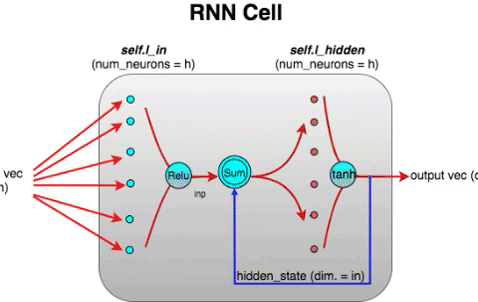 RNN Cell
self.l_in
(num_neurons = h)
self.l_hidden
(num_neurons = h)
vec
Relu
inp
Sum
tanh
output vec (
hidden_state (dim. = in)